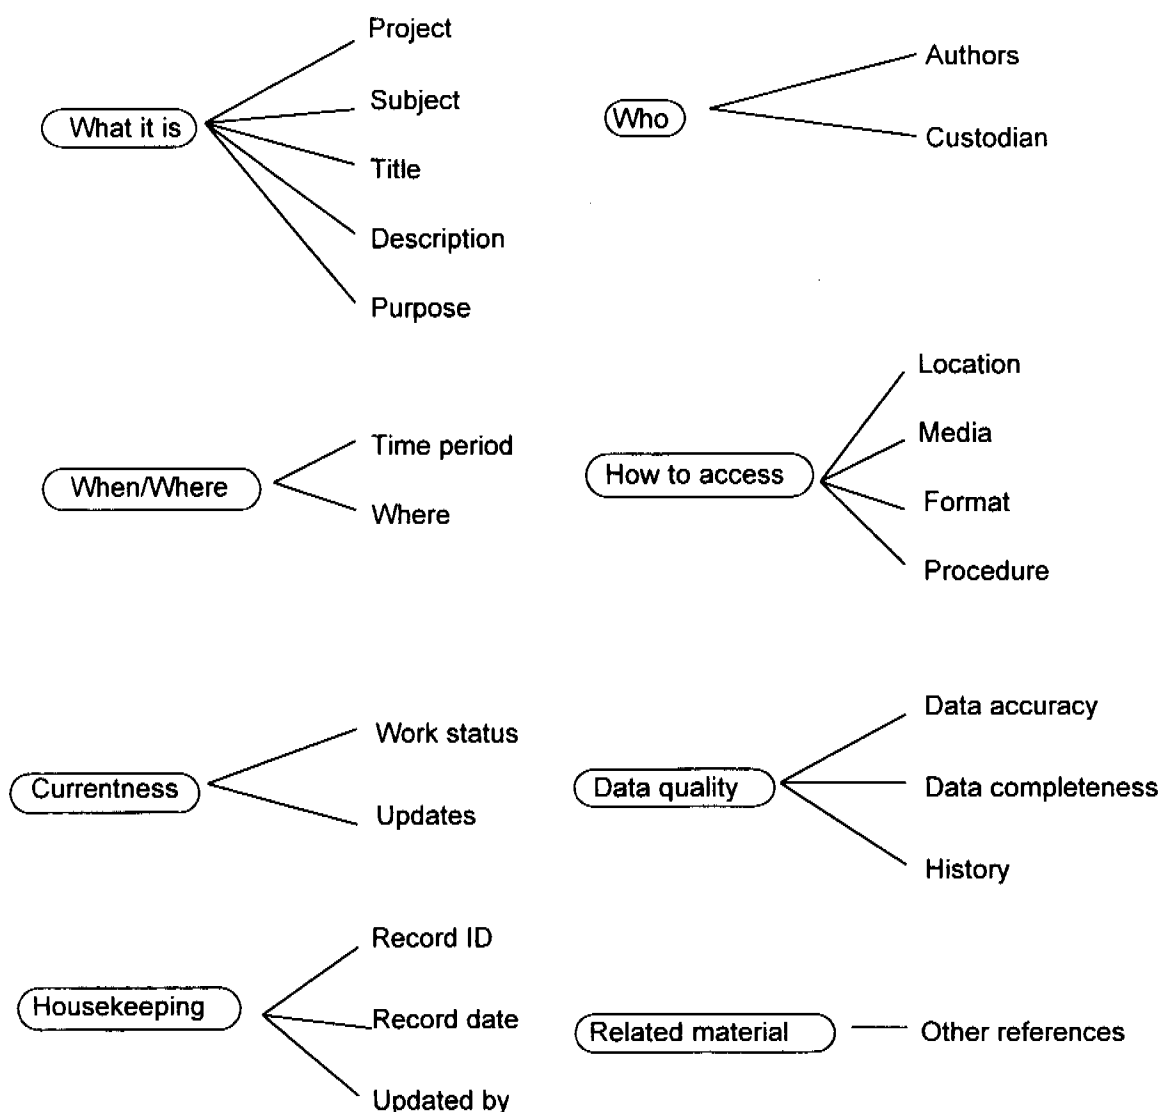 What it is
Project
Subject
Title
Description
Purpose
Who
Authors
Custodian
When/Where
Time period
Where
How to access
Location
Media
Format
Procedure
Currentness
Work status
Updates
Data quality
Data accuracy
Data completeness
History
Housekeeping
Record ID
Record date
Updated by
Related material
Other references